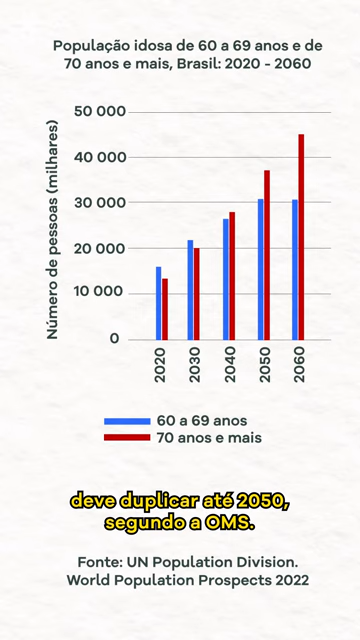 População idosa de 60 a 69 anos e de
70 anos e mais, Brasil: 2020 - 2060
Número de pessoas (milhares)
50 000
40 000
30 000
20 000
10 000
0
2020
2030
2040
2050
2060
60 a 69 anos
70 anos e mais
deve duplicar até 2050,
segundo a OMS.
Fonte: UN Population Division.
World Population Prospects 2022